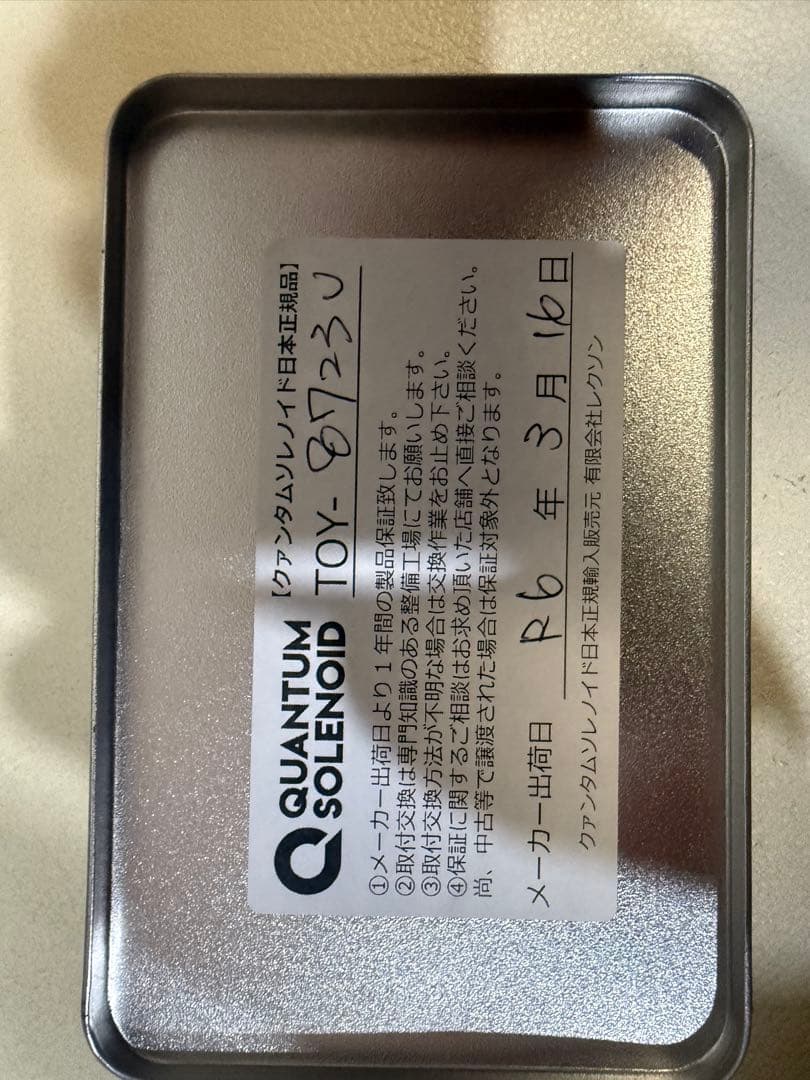 QUANTUM
SOLENOID
【クァンタムソレノイド日本正規品】
TOY-8723U
①メーカー出荷日より1年間の製品保証致します。
②取付交換は専門知識のある整備工場にてお願いします。
③取付交換方法が不明な場合は交換作業をお止め下さい。
④保証に関するご相談はお求め頂いた店舗へ直接ご相談ください。
尚、中古等で譲渡された場合は保証対象外となります。
メーカー出荷日 R6 年 3 月 16 日
クァンタムソレノイド日本正規輸入販売元 有限会社レクソン